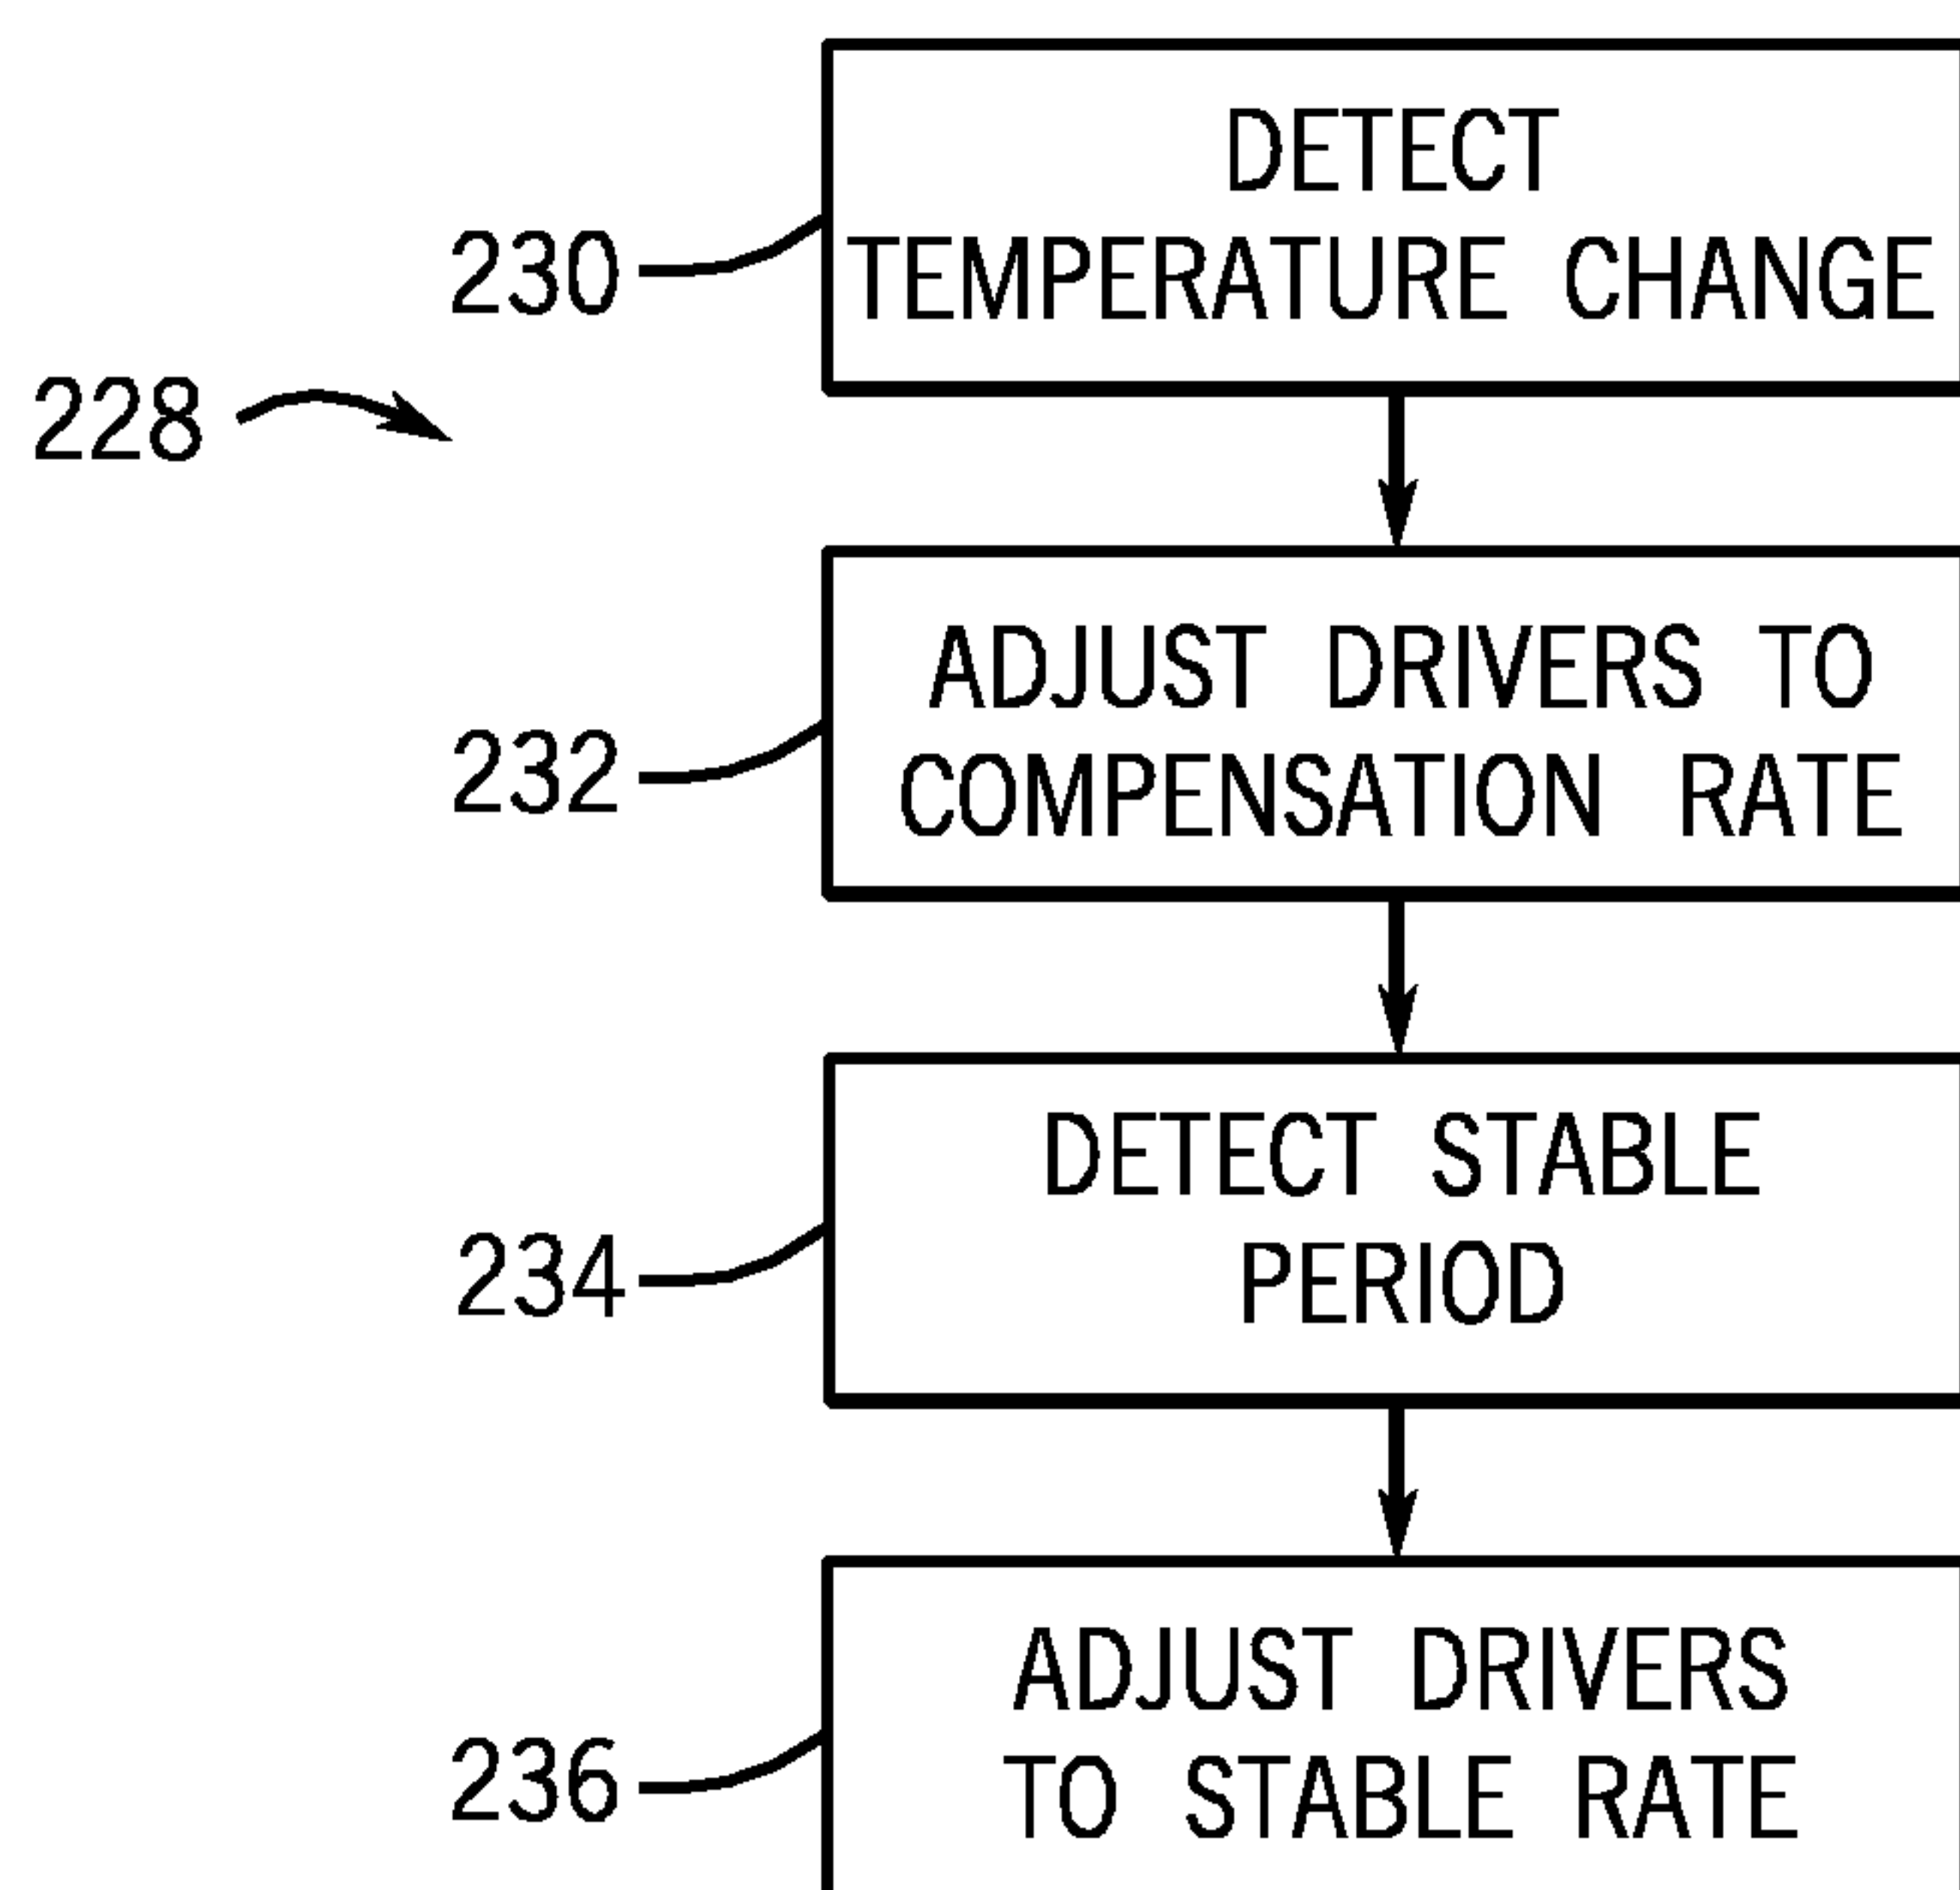 DETECT
TEMPERATURE CHANGE
230
228
ADJUST DRIVERS TO
COMPENSATION RATE
232
DETECT STABLE
PERIOD
234
ADJUST DRIVERS
TO STABLE RATE
236